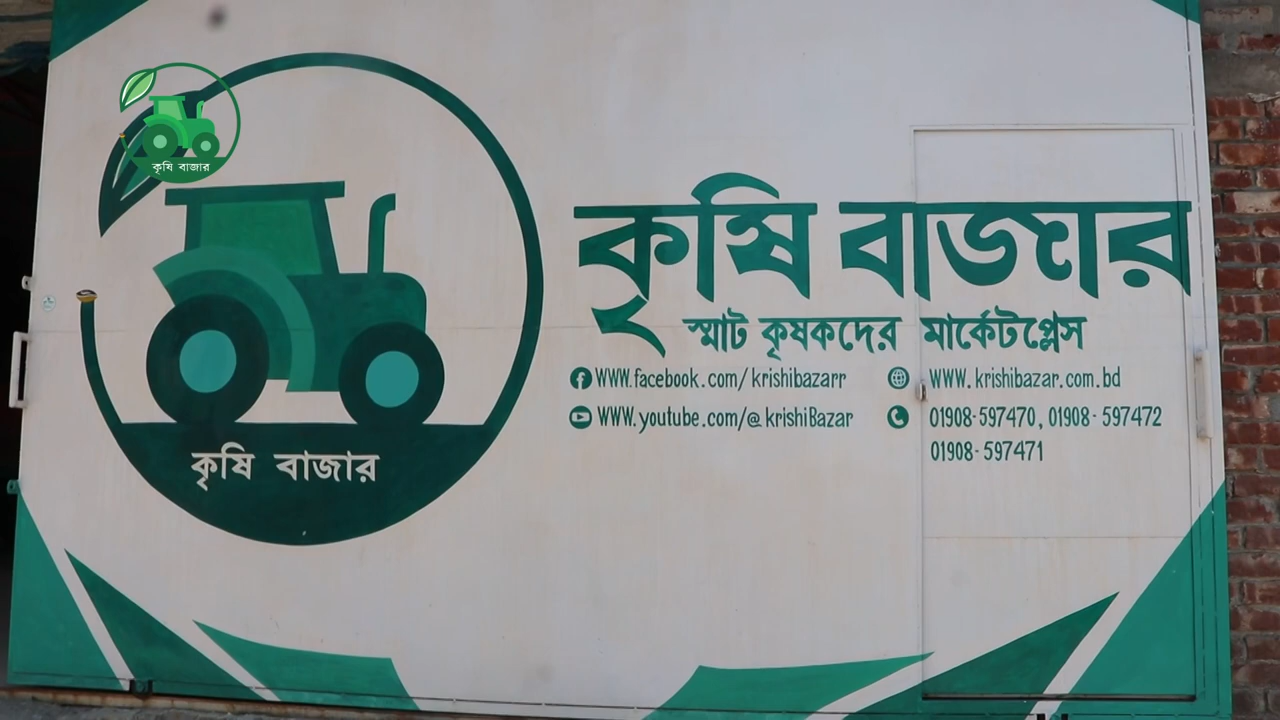 কৃষি বাজার
কৃষি বাজার
স্মাট কৃষকদের মার্কেটপ্লেস
WWW.facebook.com/krishibazarr
WWW.krishibazar.com.bd
WWW.youtube.com/@krishiBazar
01908-597470, 01908-597472
01908-597471
কৃষি বাজার